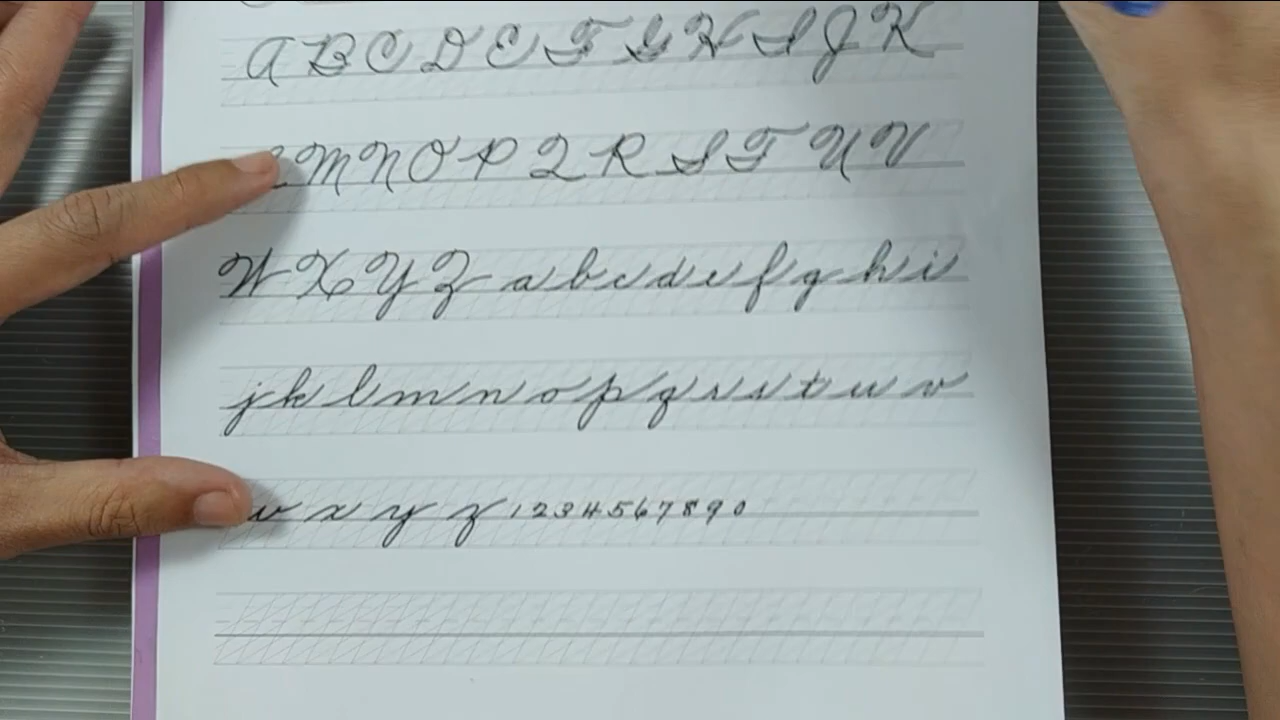 A B C D E F G H I J K
M N O P Q R S T U V
W X Y Z a b c d e f g h i
j k l m n o p q r s t u v
w x y z 1 2 3 4 5 6 7 8 9 0